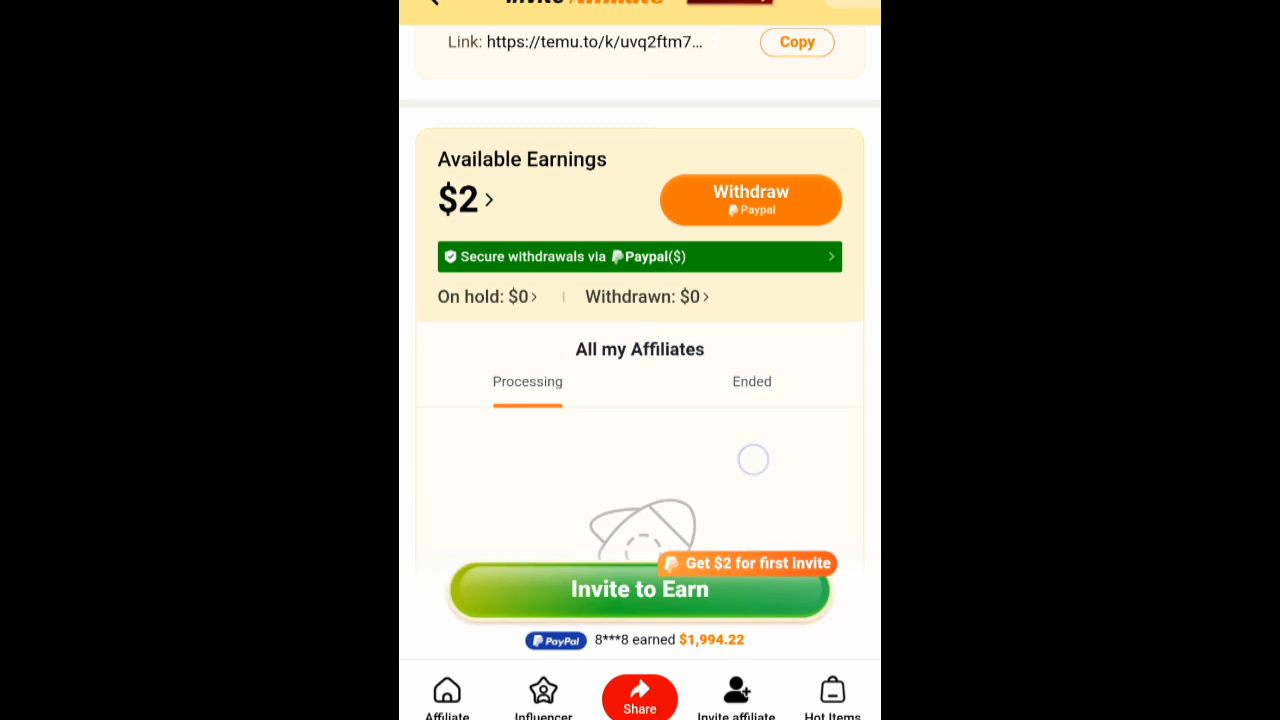 Invite Affiliate
Link: https://temu.to/k/uvq2ftm7...
Copy
Available Earnings
$2
Withdraw
Paypal
Secure withdrawals via Paypal($)
On hold: $0
Withdrawn: $0
All my Affiliates
Processing
Ended
Get $2 for first invite
Invite to Earn
PayPal 8***8 earned $1,994.22
Affiliate
Influencer
Share
Invite affiliate
Hot Items